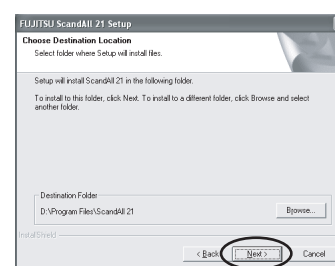 FUJITSU ScandAll 21 Setup
Choose Destination Location
Select folder where Setup will install files.
Setup will install ScandAll 21 in the following folder.
To install to this folder, click Next. To install to a different folder, click Browse and select
another folder.
Destination Folder
D:\Program Files\ScandAll 21
Browse...
InstallShield
< Back
Next >
Cancel